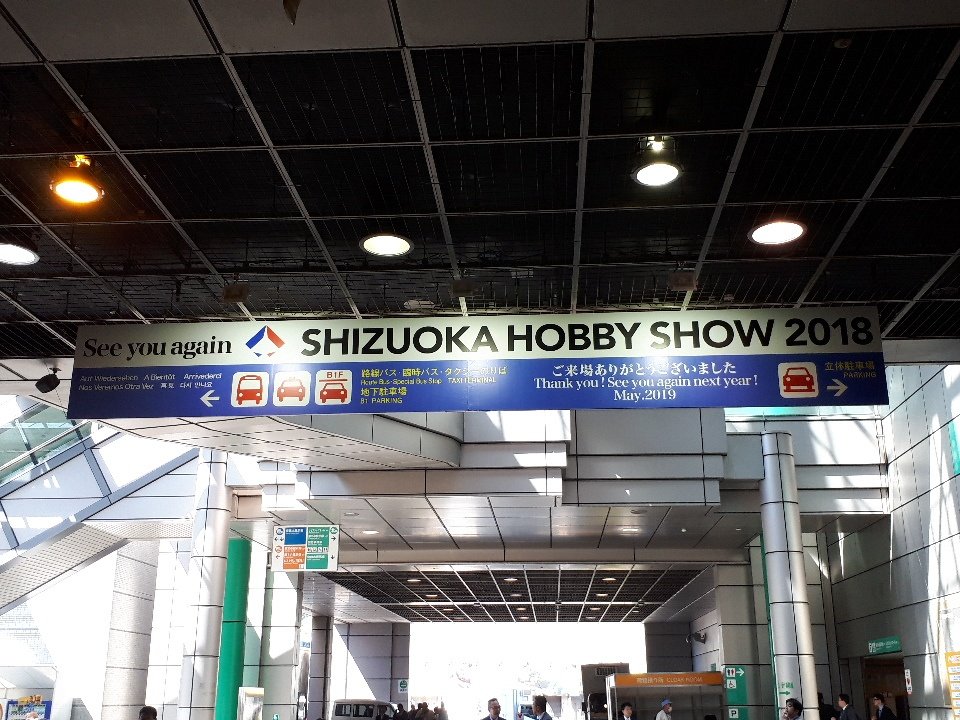 See you again SHIZUOKA HOBBY SHOW 2018
Auf Wiedersehen A Bientôt Arrivederci
Nos Veremos Otra Vez 再見 다시 만나요
B1F
路線バス・臨時バス・タクシーのりば
Route Bus·Special Bus Stop TAXI TERMINAL
地下駐車場
B1 PARKING
ご来場ありがとうございました
Thank you ! See you again next year !
May.2019
立体駐車場
PARKING
CLOAK ROOM